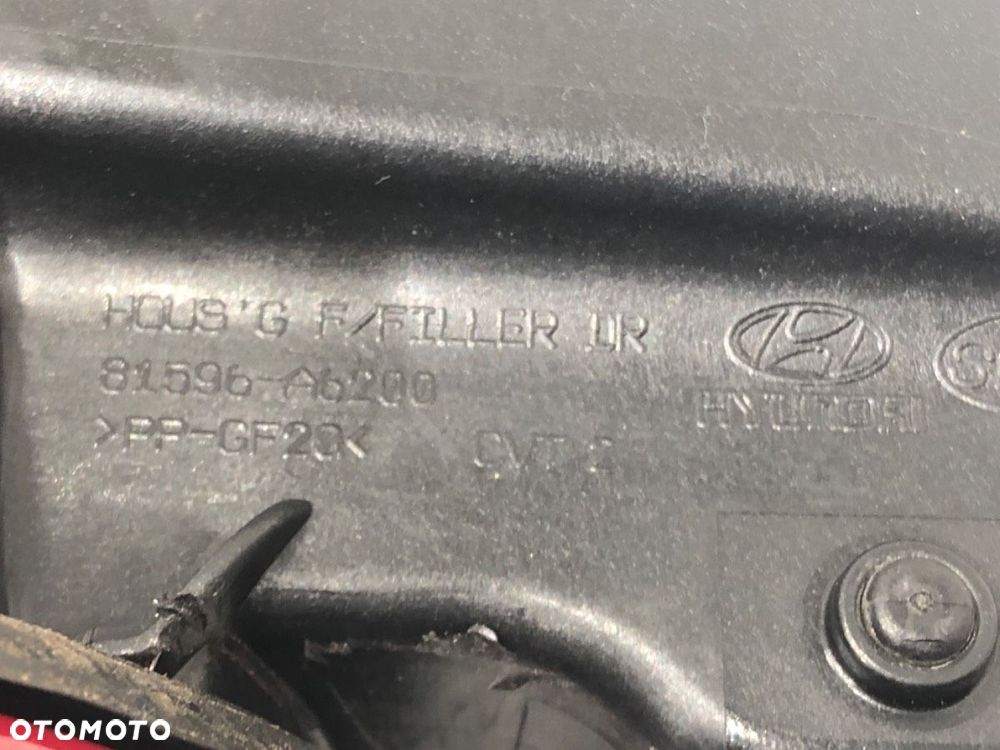 HOUS'G F/FILLER DR
81596-A6200
>PP-GF20<
HYUNDAI
OTOMOTO